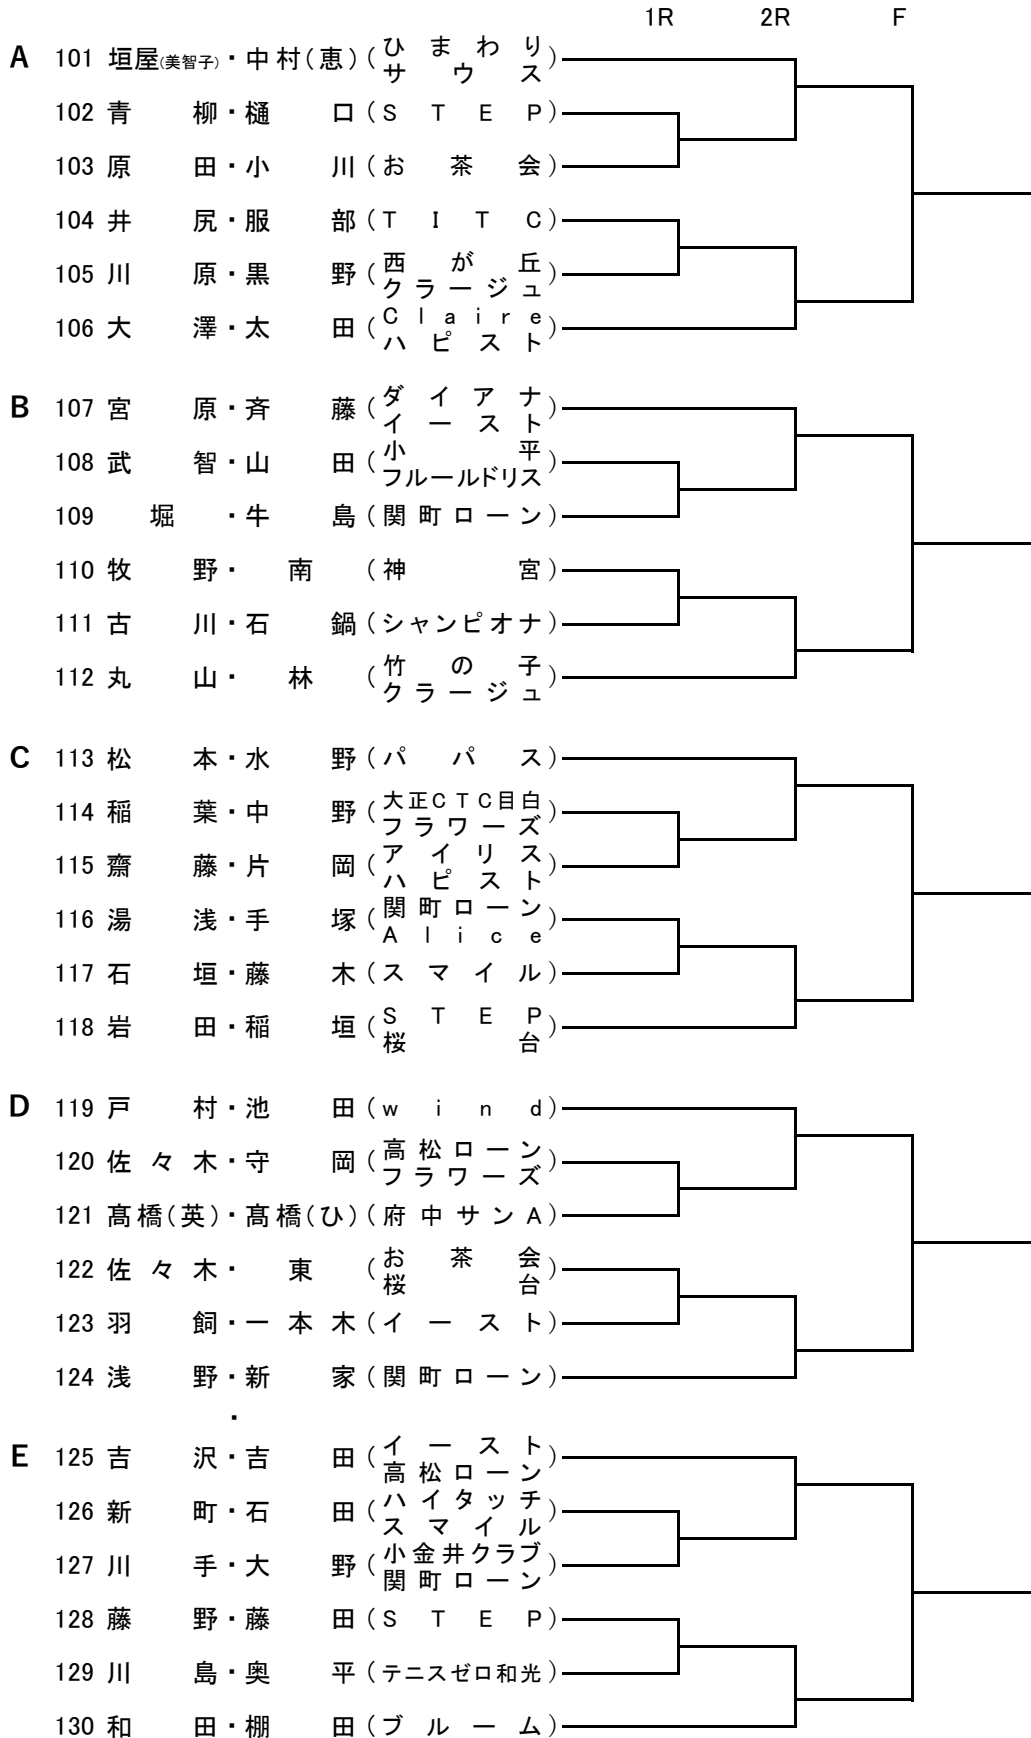 1R 2R F
A 101 垣屋(美智子)・中村(恵)(ひまわり サウス)
102 青柳・樋口(STEP)
103 原田・小川(お茶会)
104 井尻・服部(TITC)
105 川原・黒野(西が丘 クラージュ)
106 大澤・太田(Claire ハピスト)
B 107 宮原・斉藤(ダイアナ イースト)
108 武智・山田(小平 フルールドリス)
109 堀・牛島(関町ローン)
110 牧野・南(神宮)
111 古川・石鍋(シャンピオナ)
112 丸山・林(竹の子 クラージュ)
C 113 松本・水野(パパス)
114 稲葉・中野(大正CTC目白 フラワーズ)
115 齋藤・片岡(アイリス ハピスト)
116 湯浅・手塚(関町ローン Alice)
117 石垣・藤木(スマイル)
118 岩田・稲垣(STEP 桜台)
D 119 戸村・池田(wind)
120 佐々木・守岡(高松ローン フラワーズ)
121 髙橋(英)・髙橋(ひ)(府中サンA)
122 佐々木・東(お茶会 桜台)
123 羽飼・一本木(イースト)
124 浅野・新家(関町ローン)
・
E 125 吉沢・吉田(イースト 高松ローン)
126 新町・石田(ハイタッチ スマイル)
127 川手・大野(小金井クラブ 関町ローン)
128 藤野・藤田(STEP)
129 川島・奥平(テニスゼロ和光)
130 和田・棚田(ブルーム)